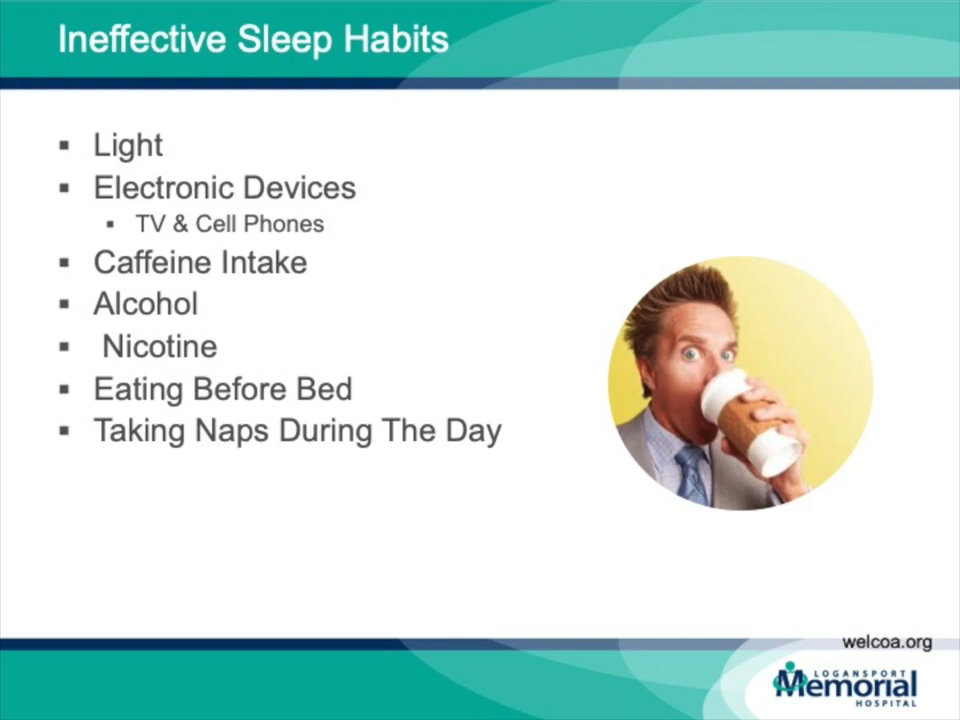 Ineffective Sleep Habits
▪ Light
▪ Electronic Devices
▪ TV & Cell Phones
▪ Caffeine Intake
▪ Alcohol
▪ Nicotine
▪ Eating Before Bed
▪ Taking Naps During The Day
welcoa.org
LOGANSPORT
Memorial
HOSPITAL